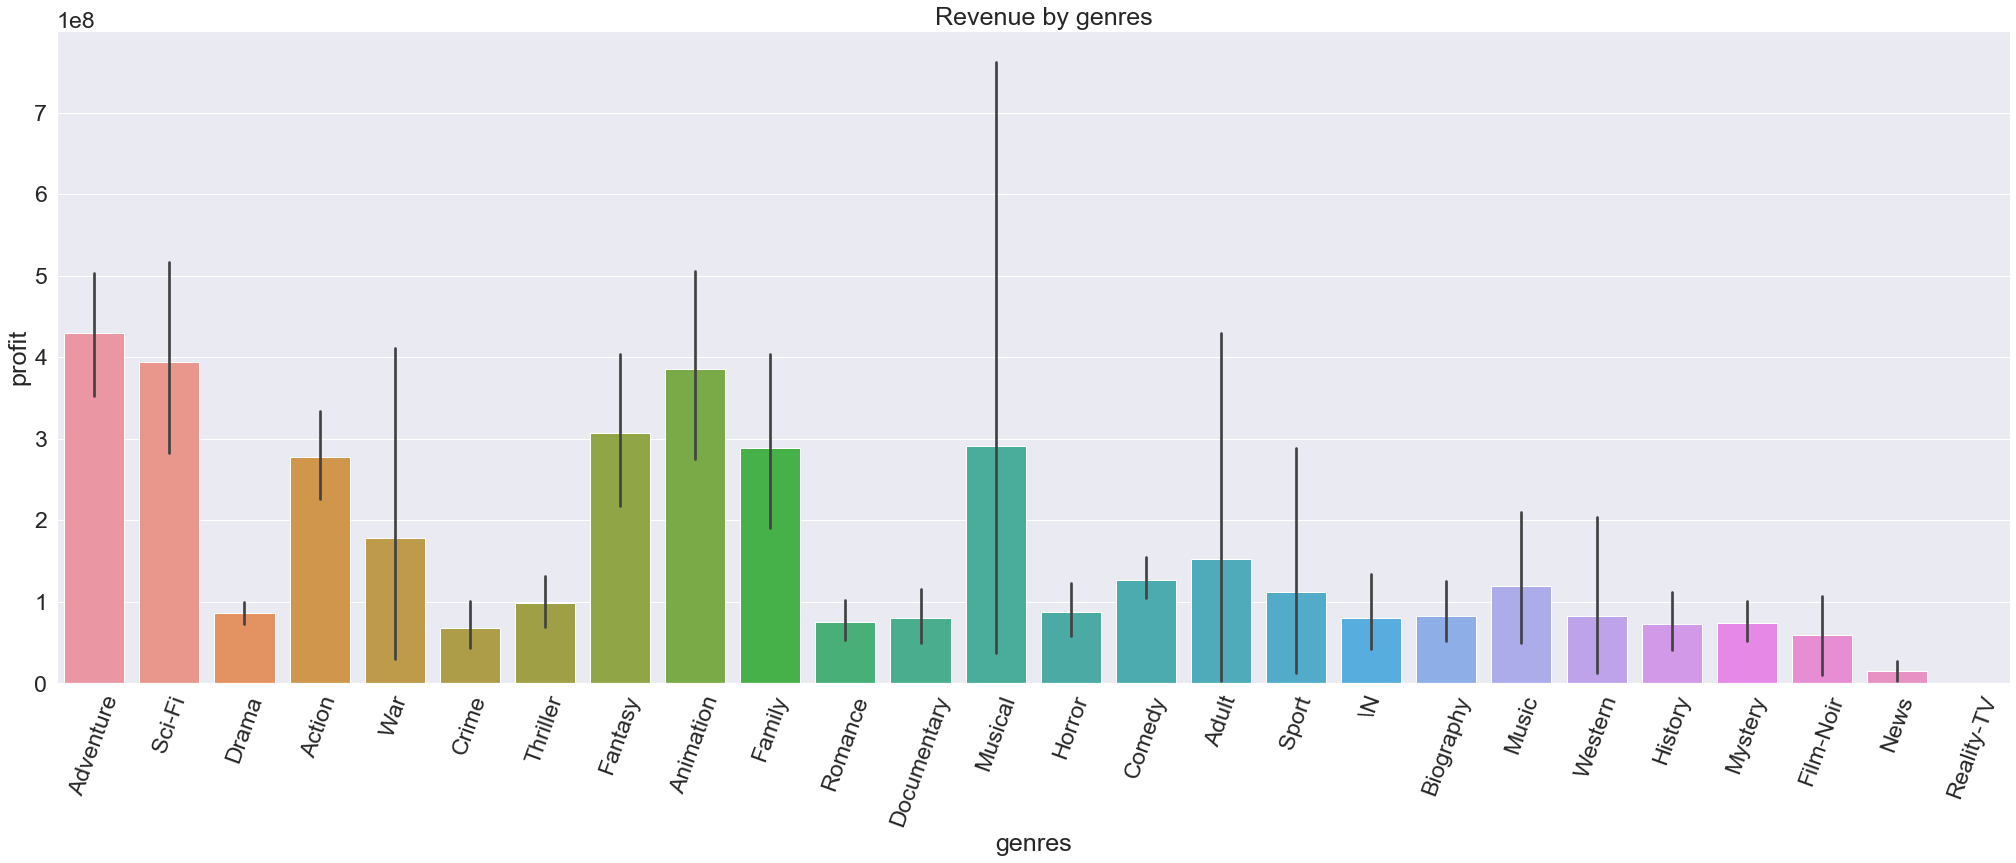 Revenue by genres
1e8
7
6
5
4
3
2
1
0
profit
Adventure
Sci-Fi
Drama
Action
War
Crime
Thriller
Fantasy
Animation
Family
Romance
Documentary
Musical
Horror
Comedy
Adult
Sport
\N
Biography
Music
Western
History
Mystery
Film-Noir
News
Reality-TV
genres